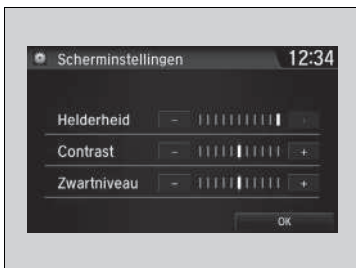 Scherminstellingen 12:34
Helderheid - +
Contrast - +
Zwartniveau - +
OK